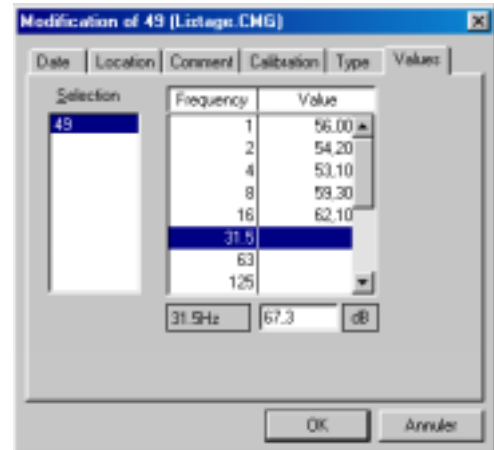 Modification of 49 (Listage.CMG)
Date Location Comment Calibration Type Values
Selection
49
Frequency Value
1 56,00
2 54,20
4 53,10
8 59,30
16 62,10
31.5
63
125
31.5Hz 67.3 dB
OK Annuler